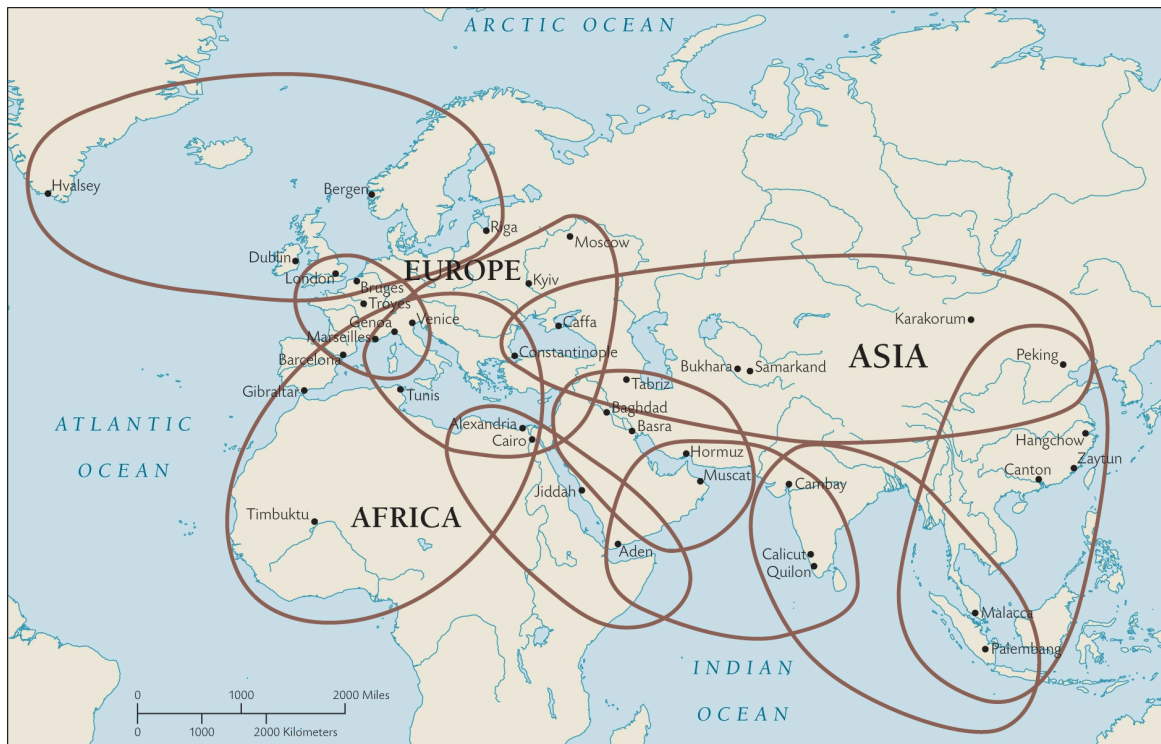 ARCTIC OCEAN
Hvalsey
Bergen
Riga
Moscow
Dublin
London
EUROPE
Bruges
Kyiv
Troyes
Genoa
Venice
Caffa
Karakorum
Marseilles
Barcelona
Constantinople
ASIA
Peking
Bukhara
Samarkand
Gibraltar
Tunis
Tabriz
ATLANTIC
OCEAN
Alexandria
Baghdad
Cairo
Basra
Hangchow
Hormuz
Zaytun
Jiddah
Muscat
Cambay
Canton
Timbuktu
AFRICA
Aden
Calicut
Quilon
Malacca
Palembang
INDIAN
OCEAN
0 1000 2000 Miles
0 1000 2000 Kilometers